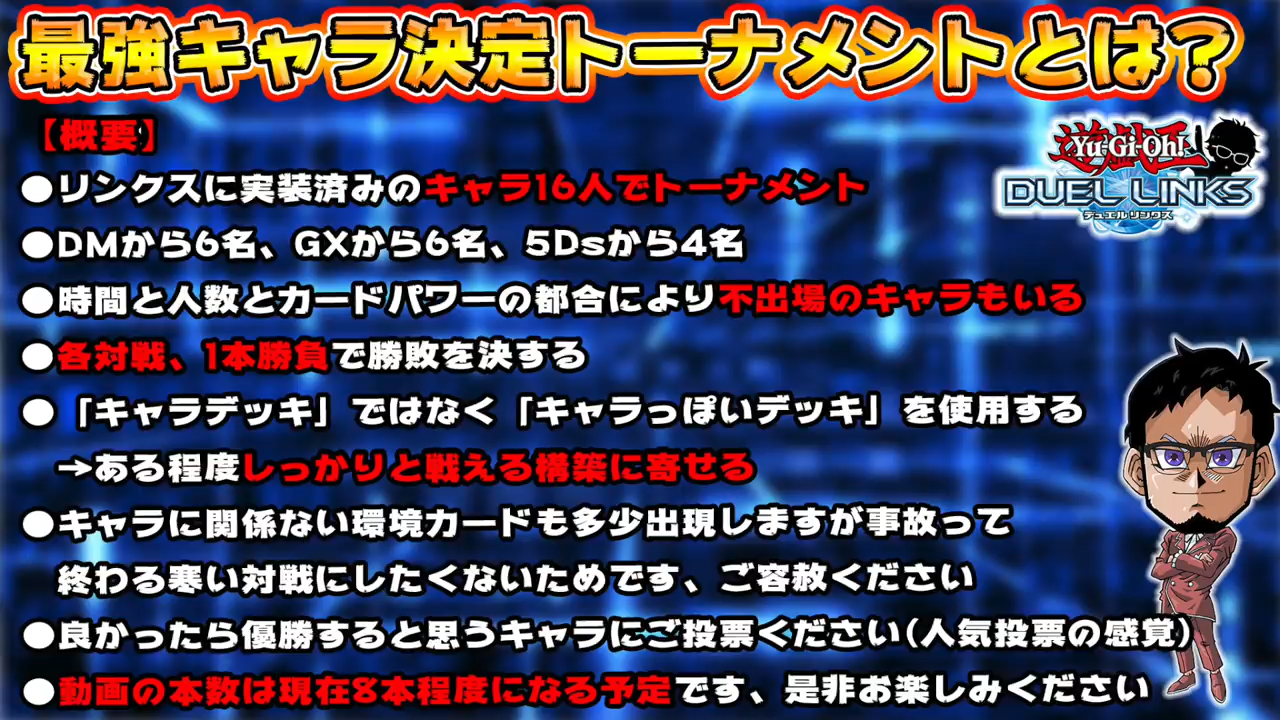 最強キャラ決定トーナメントとは？
【概要】
遊戯王
Yu-Gi-Oh!
DUEL LINKS
デュエル リンクス
●リンクスに実装済みのキャラ16人でトーナメント
●DMから6名、GXから6名、5Dsから4名
●時間と人数とカードパワーの都合により不出場のキャラもいる
●各対戦、1本勝負で勝敗を決する
●「キャラデッキ」ではなく「キャラっぽいデッキ」を使用する
→ある程度しっかりと戦える構築に寄せる
●キャラに関係ない環境カードも多少出現しますが事故って
終わる寒い対戦にしたくないためです、ご容赦ください
●良かったら優勝すると思うキャラにご投票ください(人気投票の感覚)
●動画の本数は現在8本程度になる予定です、是非お楽しみください